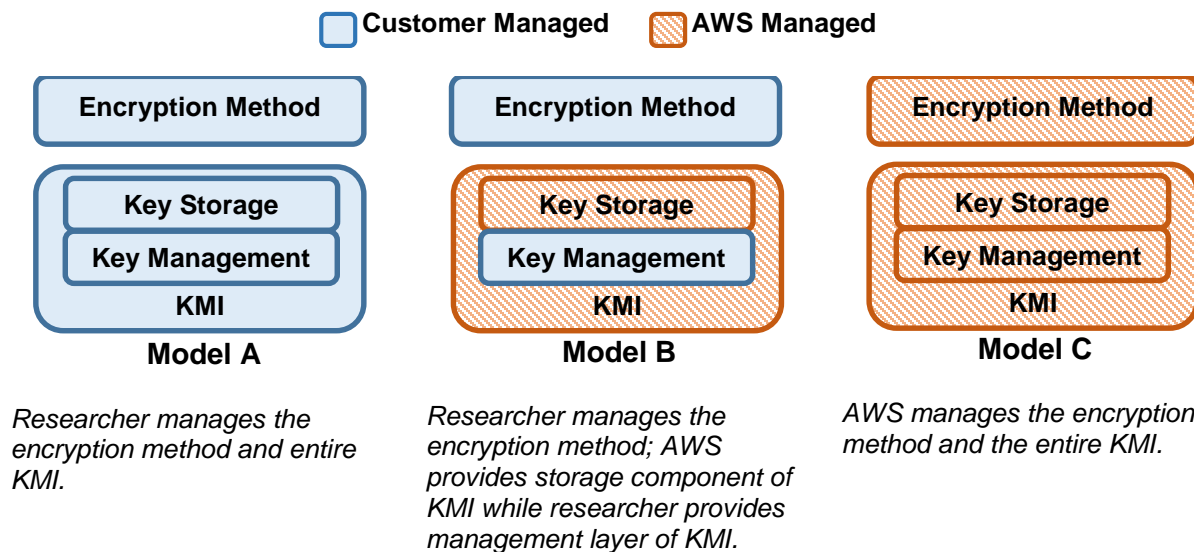 Customer Managed
AWS Managed
Encryption Method
Key Storage
Key Management
KMI
Model A
Researcher manages the
encryption method and entire
KMI.
Encryption Method
Key Storage
Key Management
KMI
Model B
Researcher manages the
encryption method; AWS
provides storage component of
KMI while researcher provides
management layer of KMI.
Encryption Method
Key Storage
Key Management
KMI
Model C
AWS manages the encryption
method and the entire KMI.